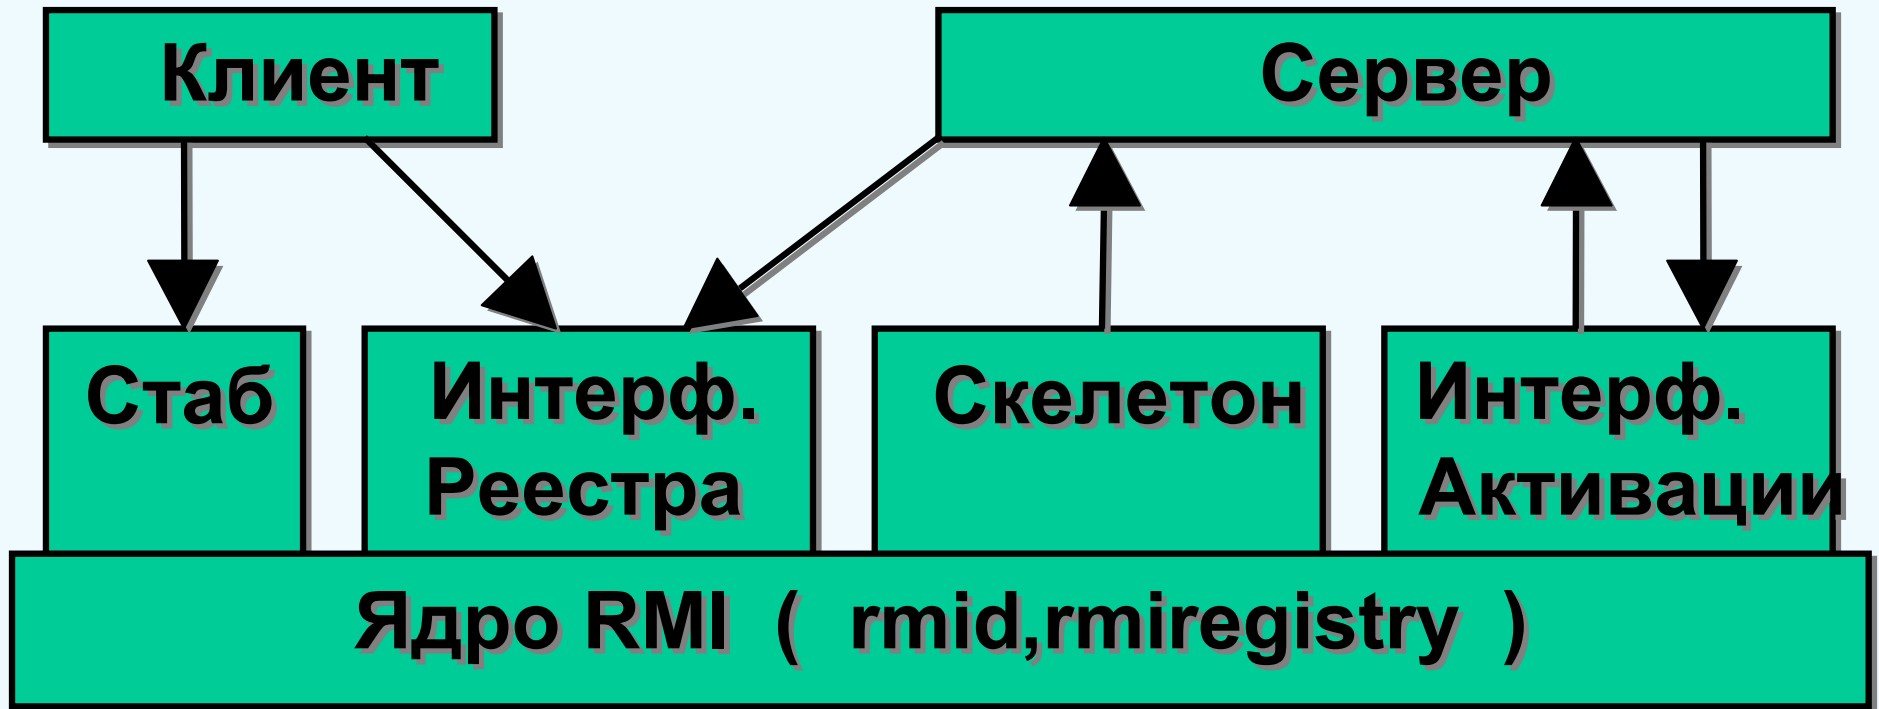 Клиент
Сервер
Стаб
Интерф.
Реестра
Скелетон
Интерф.
Активации
Ядро RMI ( rmid,rmiregistry )